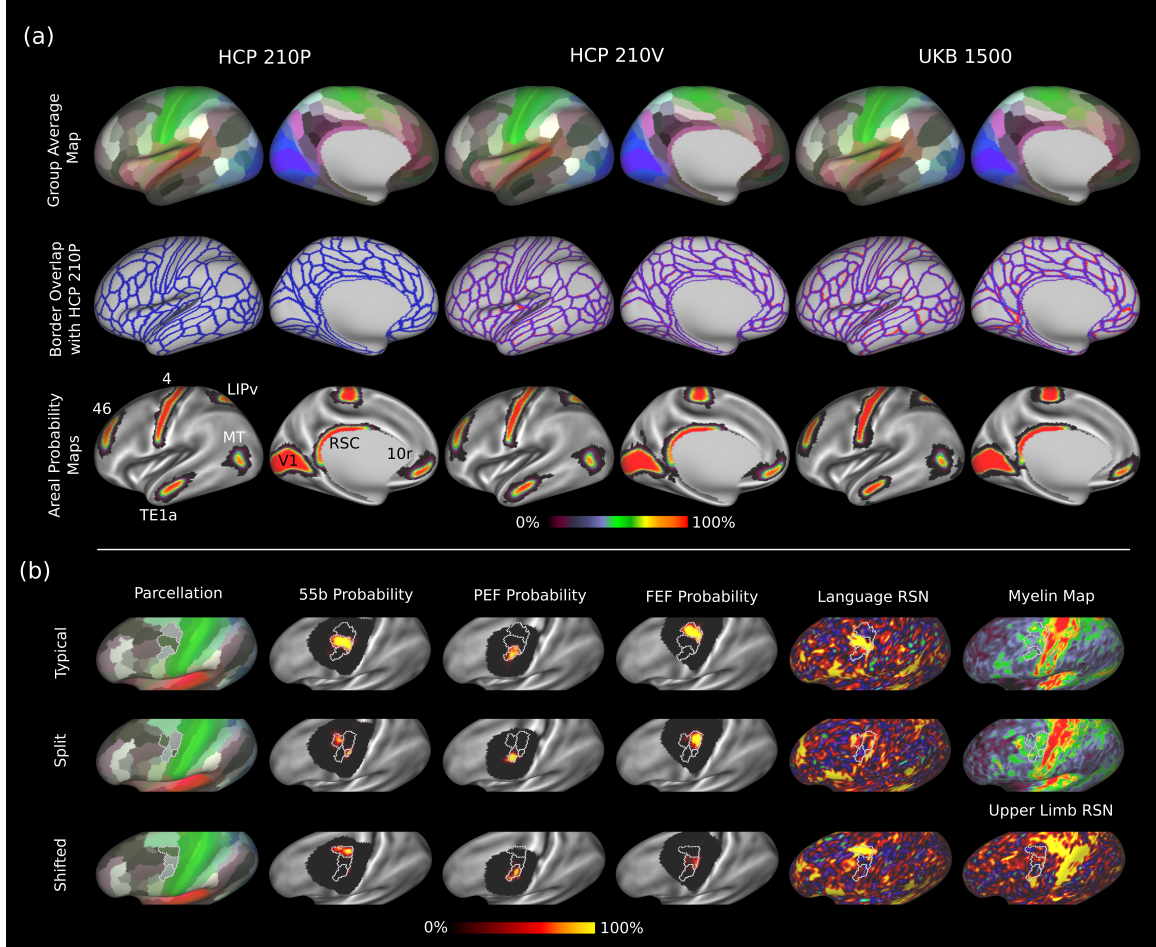 (a)
HCP 210P
HCP 210V
UKB 1500
Group Average
Map
Border Overlap
with HCP 210P
Areal Probability
Maps
46
4
LIPv
MT
TE1a
V1
RSC
10r
0%
100%
(b)
Parcellation
55b Probability
PEF Probability
FEF Probability
Language RSN
Myelin Map
Typical
Split
Upper Limb RSN
Shifted
0%
100%